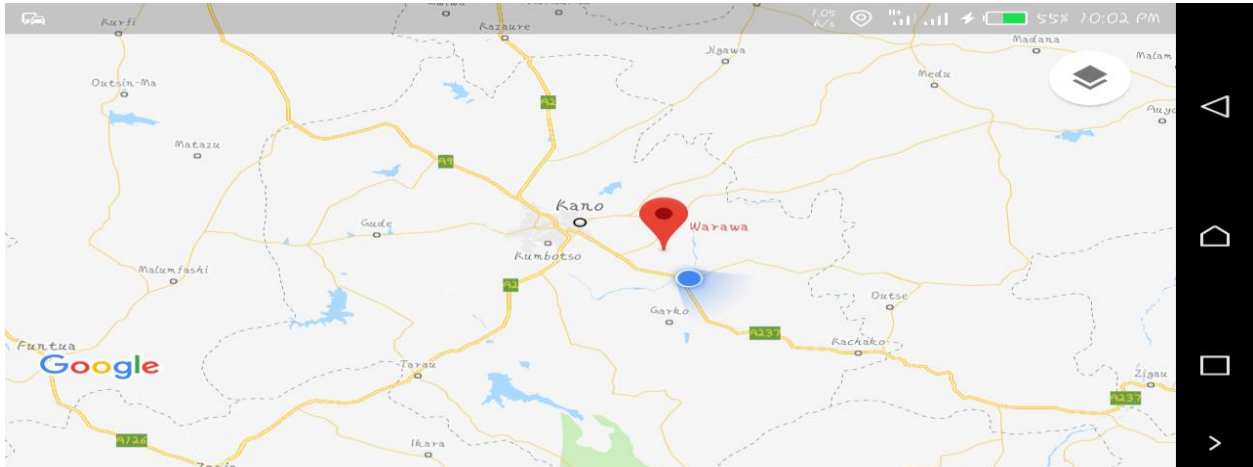 1.0% N/s 55% 10:02 PM
Kurfi
Kazaure
Madana
Malam
Jigawa
Medu
Outsin-Ma
A2
Auyo
Matazu
A9
Kano
Gude
Warawa
Kumbotso
Malumfashi
A2
Outse
Garko
A237
Funtua
Kachako
Google
Tarau
Zigau
A237
A126
Ikara
Zaria